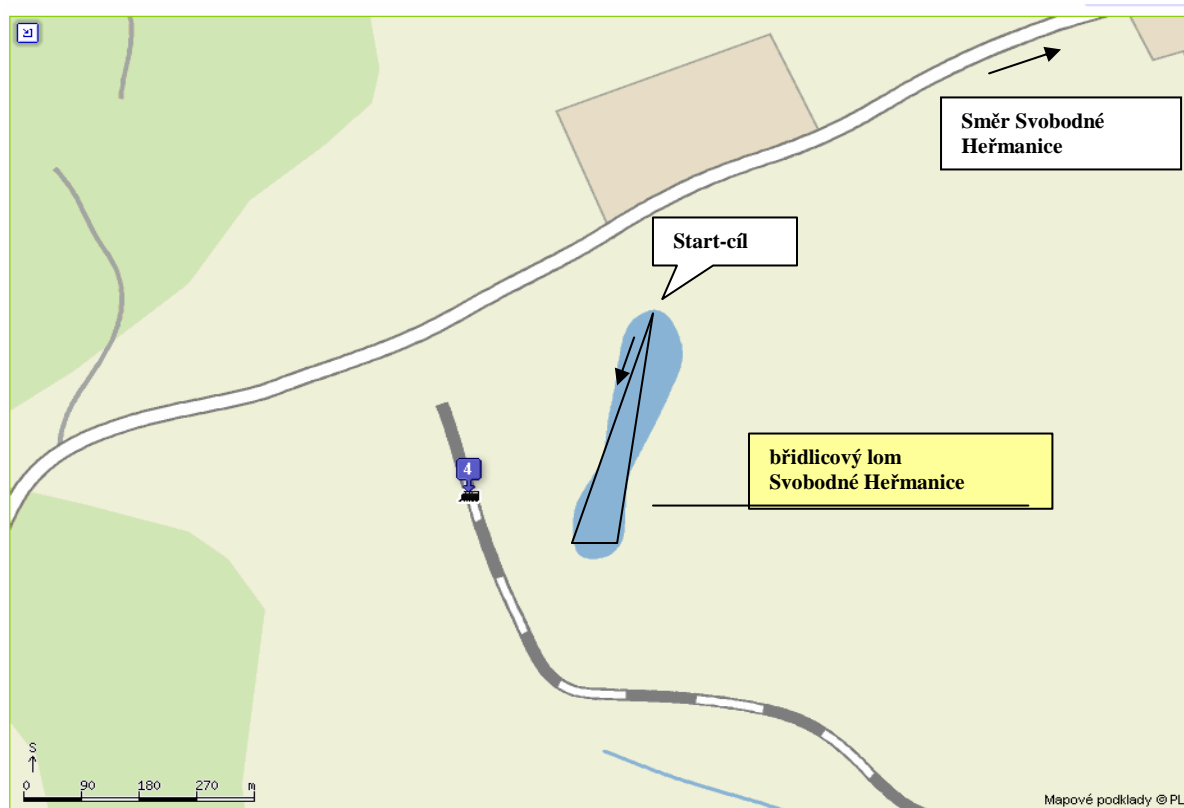 Směr Svobodné
Heřmanice
Start-cíl
břidlicový lom
Svobodné Heřmanice
4
S
0 90 180 270 m
Mapové podklady © PL